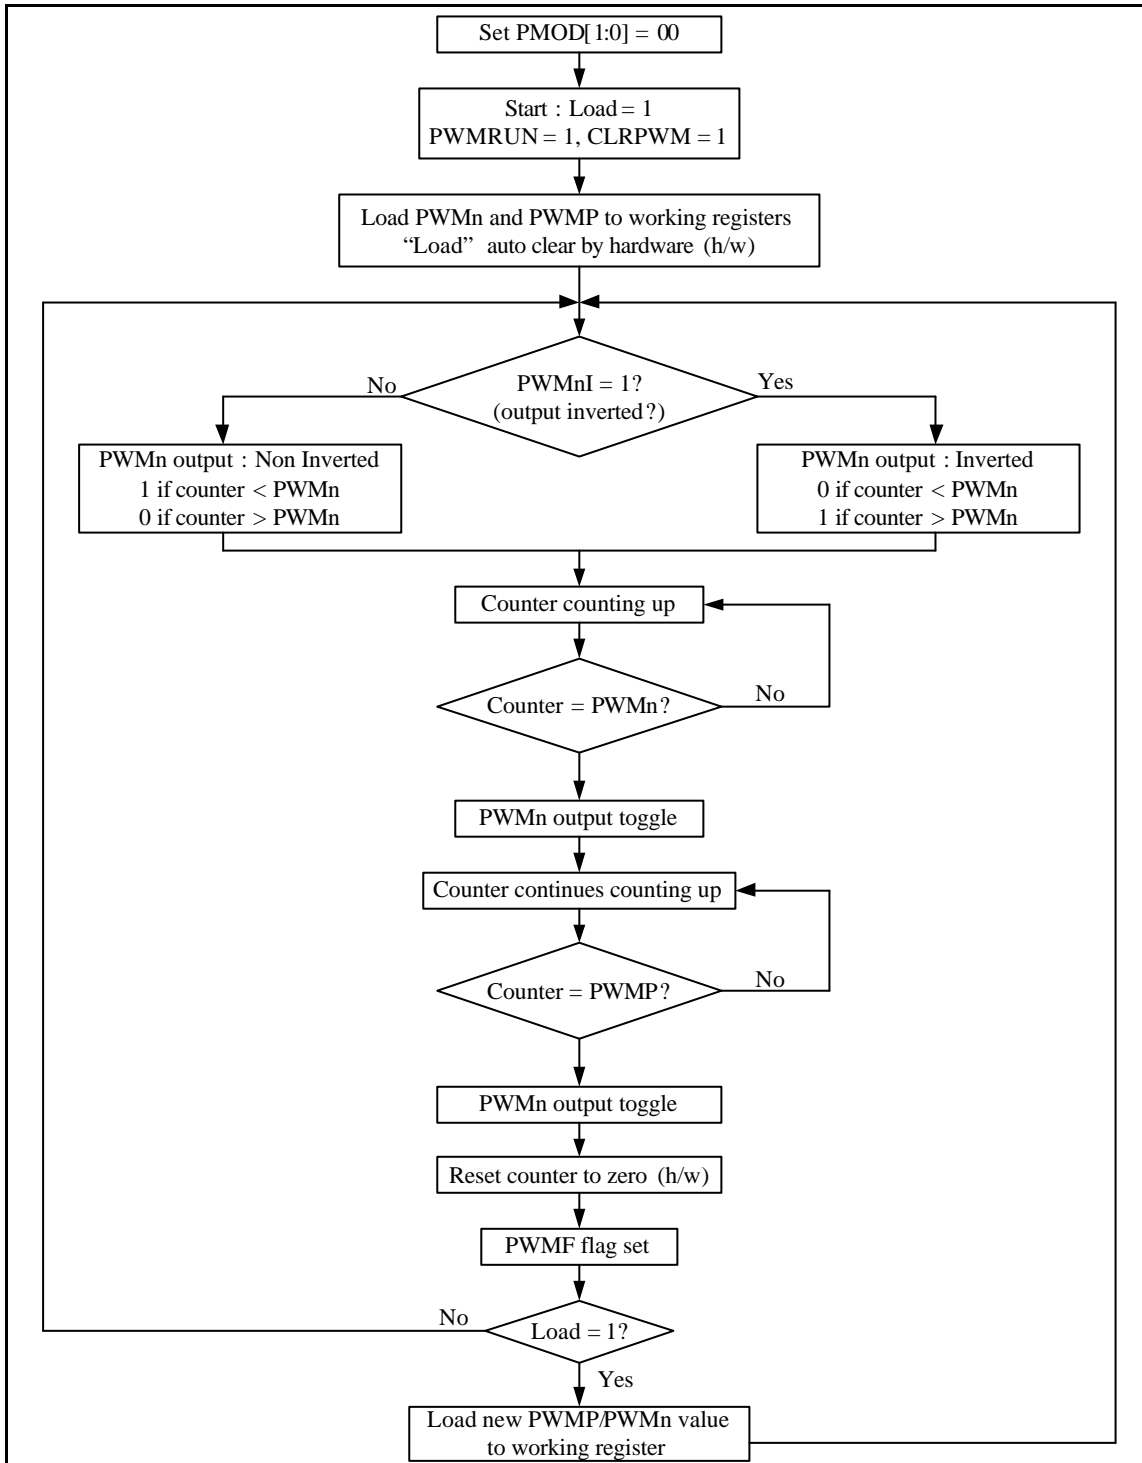 Set PMOD[1:0] = 00
Start : Load = 1
PWMRUN = 1, CLRPWM = 1
Load PWMn and PWMP to working registers
“Load” auto clear by hardware (h/w)
PWMnI = 1?
(output inverted?)
No
Yes
PWMn output : Non Inverted
1 if counter < PWMn
0 if counter > PWMn
PWMn output : Inverted
0 if counter < PWMn
1 if counter > PWMn
Counter counting up
Counter = PWMn?
No
PWMn output toggle
Counter continues counting up
Counter = PWMP?
No
PWMn output toggle
Reset counter to zero (h/w)
PWMF flag set
No
Load = 1?
Yes
Load new PWMP/PWMn value
to working register